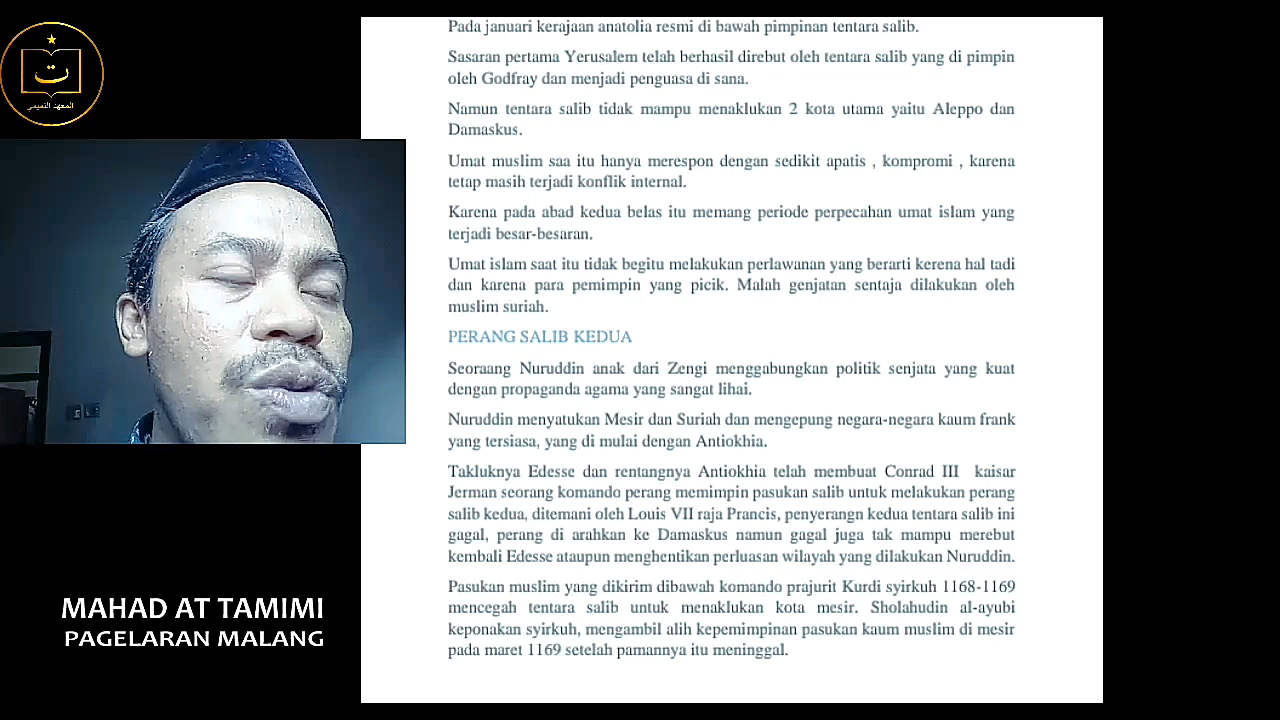 المعهد التميمي
MAHAD AT TAMIMI
PAGELARAN MALANG
Pada januari kerajaan anatolia resmi di bawah pimpinan tentara salib.
Sasaran pertama Yerusalem telah berhasil direbut oleh tentara salib yang di pimpin
oleh Godfray dan menjadi penguasa di sana.
Namun tentara salib tidak mampu menaklukan 2 kota utama yaitu Aleppo dan
Damaskus.
Umat muslim saa itu hanya merespon dengan sedikit apatis , kompromi , karena
tetap masih terjadi konflik internal.
Karena pada abad kedua belas itu memang periode perpecahan umat islam yang
terjadi besar-besaran.
Umat islam saat itu tidak begitu melakukan perlawanan yang berarti kerena hal tadi
dan karena para pemimpin yang picik. Malah genjatan sentaja dilakukan oleh
muslim suriah.
PERANG SALIB KEDUA
Seoraang Nuruddin anak dari Zengi menggabungkan politik senjata yang kuat
dengan propaganda agama yang sangat lihai.
Nuruddin menyatukan Mesir dan Suriah dan mengepung negara-negara kaum frank
yang tersiasa, yang di mulai dengan Antiokhia.
Takluknya Edesse dan rentangnya Antiokhia telah membuat Conrad III kaisar
Jerman seorang komando perang memimpin pasukan salib untuk melakukan perang
salib kedua, ditemani oleh Louis VII raja Prancis, penyerangn kedua tentara salib ini
gagal, perang di arahkan ke Damaskus namun gagal juga tak mampu merebut
kembali Edesse ataupun menghentikan perluasan wilayah yang dilakukan Nuruddin.
Pasukan muslim yang dikirim dibawah komando prajurit Kurdi syirkuh 1168-1169
mencegah tentara salib untuk menaklukan kota mesir. Sholahudin al-ayubi
keponakan syirkuh, mengambil alih kepemimpinan pasukan kaum muslim di mesir
pada maret 1169 setelah pamannya itu meninggal.